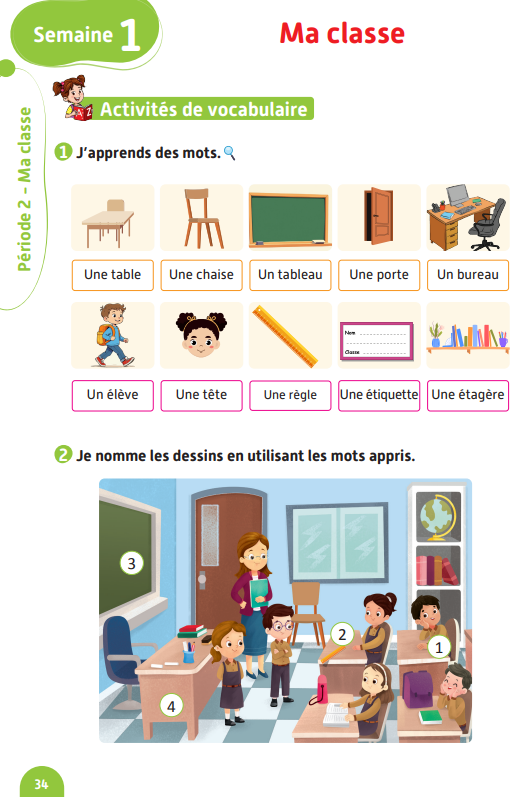 Semaine 1
Ma classe
Période 2 - Ma classe
A Z
Activités de vocabulaire
1 J'apprends des mots.
Une table
Une chaise
Un tableau
Une porte
Un bureau
Nom
Classe
Un élève
Une tête
Une règle
Une étiquette
Une étagère
2 Je nomme les dessins en utilisant les mots appris.
3
2
1
4
34